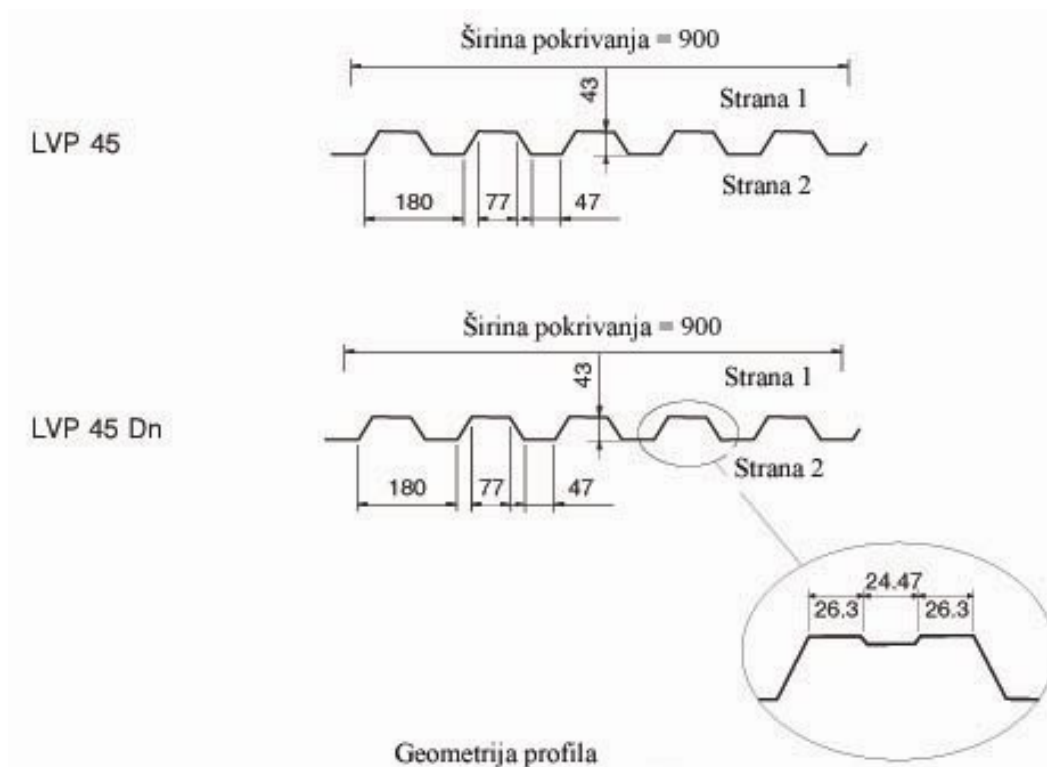 Širina pokrivanja = 900
43
Strana 1
LVP 45
Strana 2
180 77 47
Širina pokrivanja = 900
43
Strana 1
LVP 45 Dn
Strana 2
180 77 47
24.47
26.3 26.3
Geometrija profila